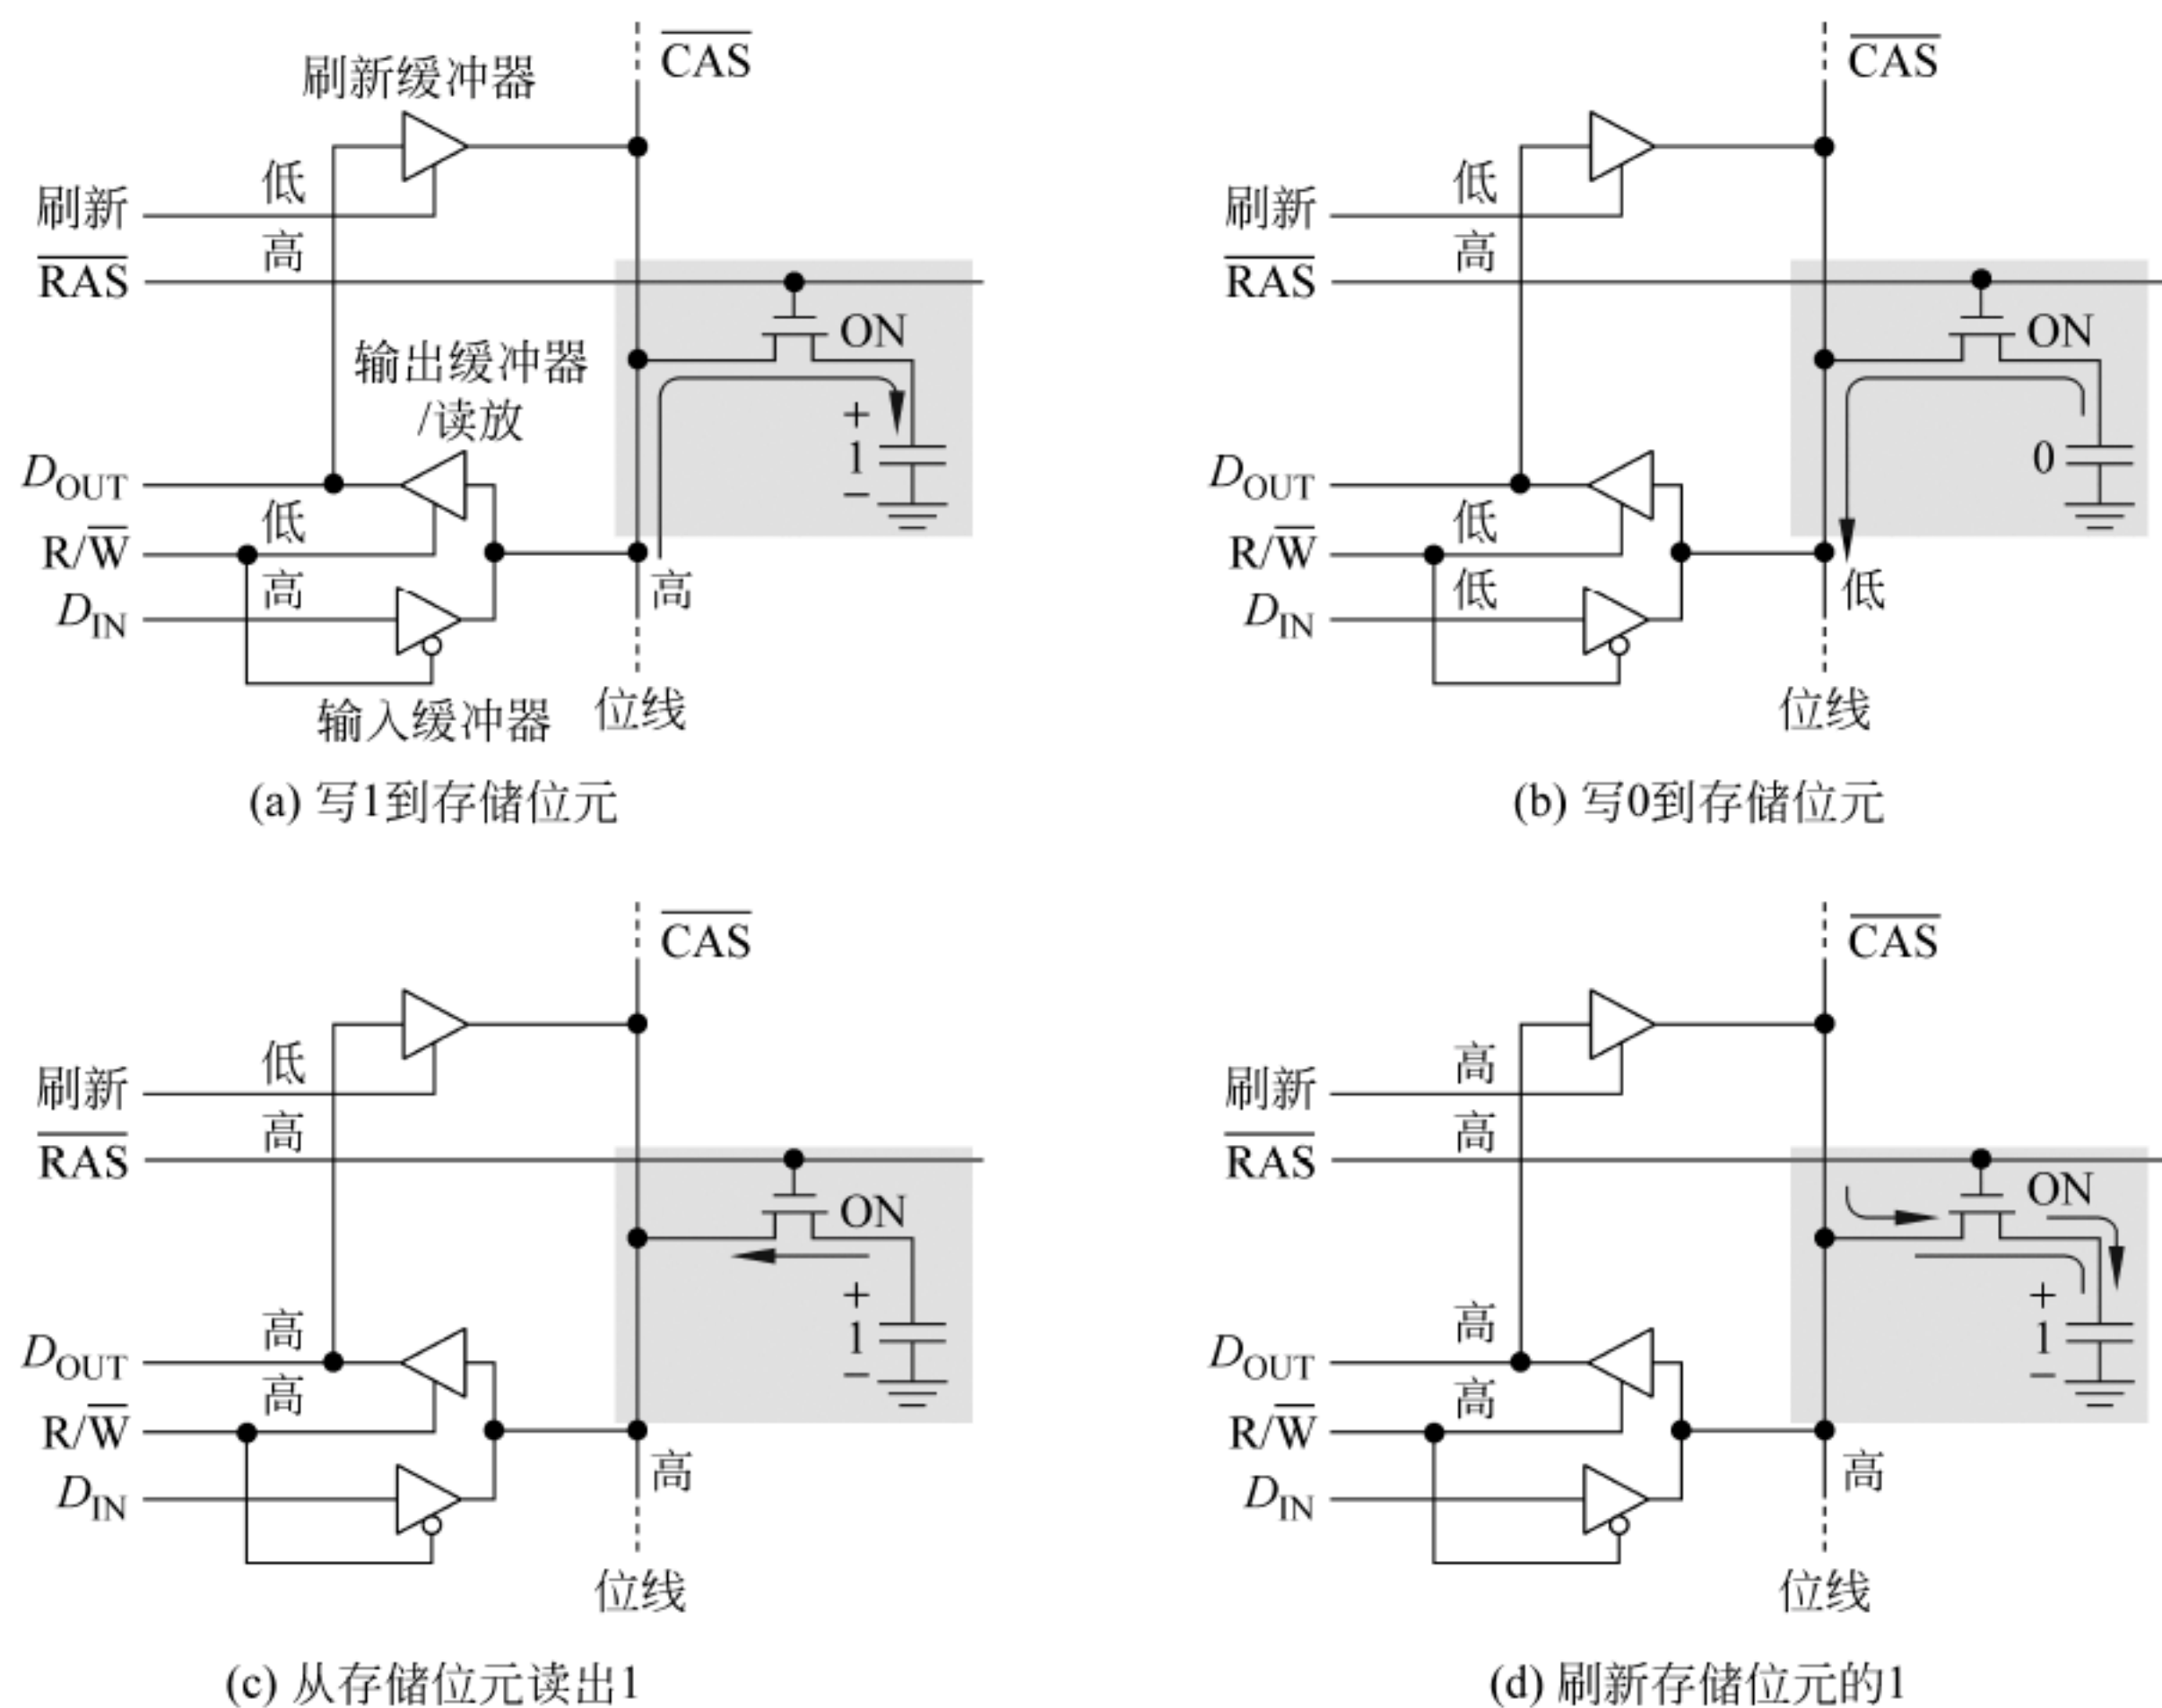 CAS
刷新缓冲器
低
刷新
高
RAS
ON
输出缓冲器
/读放
+
1
−
DOUT
低
R/W
高
高
DIN
输入缓冲器
位线
(a) 写1到存储位元
CAS
低
刷新
高
RAS
ON
0
DOUT
低
R/W
低
低
DIN
位线
(b) 写0到存储位元
CAS
低
刷新
高
RAS
ON
+
1
−
高
DOUT
高
R/W
高
DIN
位线
(c) 从存储位元读出1
CAS
高
刷新
高
RAS
ON
+
1
−
高
DOUT
高
R/W
高
DIN
位线
(d) 刷新存储位元的1